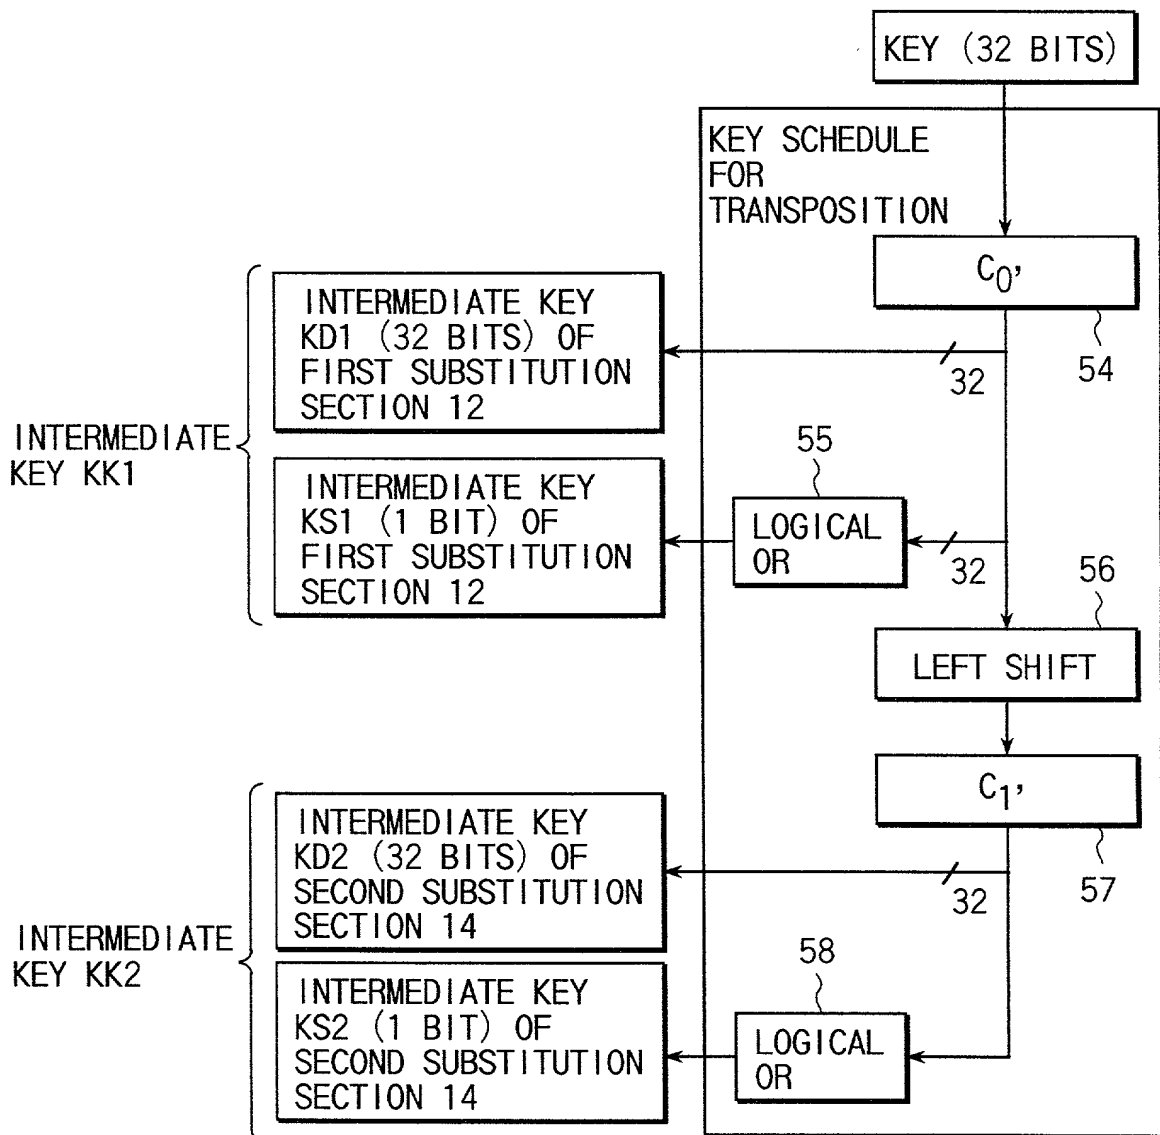 KEY (32 BITS)
KEY SCHEDULE
FOR
TRANSPOSITION
C0'
54
INTERMEDIATE KEY
KD1 (32 BITS) OF
FIRST SUBSTITUTION
SECTION 12
32
INTERMEDIATE
KEY KK1
55
INTERMEDIATE KEY
KS1 (1 BIT) OF
FIRST SUBSTITUTION
SECTION 12
LOGICAL
OR
32
56
LEFT SHIFT
C1'
57
INTERMEDIATE KEY
KD2 (32 BITS) OF
SECOND SUBSTITUTION
SECTION 14
32
INTERMEDIATE
KEY KK2
58
INTERMEDIATE KEY
KS2 (1 BIT) OF
SECOND SUBSTITUTION
SECTION 14
LOGICAL
OR